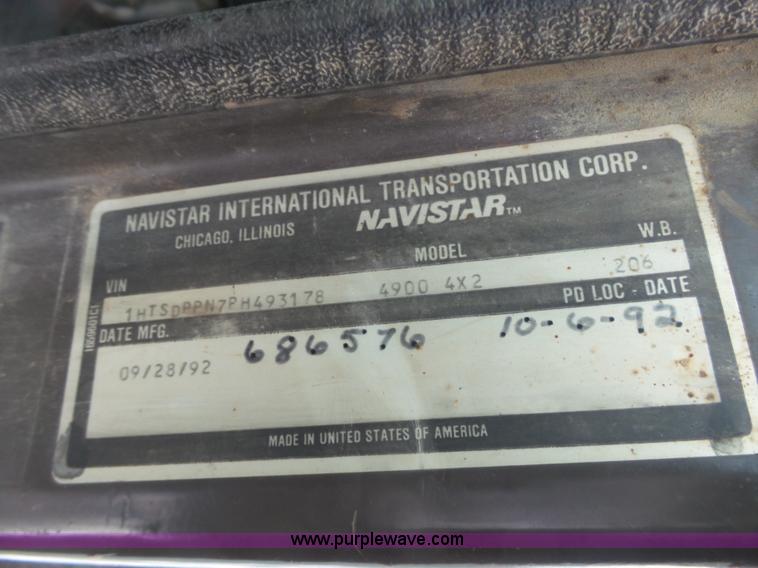 NAVISTAR INTERNATIONAL TRANSPORTATION CORP.
CHICAGO, ILLINOIS NAVISTAR™
VIN MODEL W.B.
1HTSDPPN7PH493178 4900 4X2 206
DATE MFG. PD LOC - DATE
09/28/92 686576 10-6-92
MADE IN UNITED STATES OF AMERICA
www.purplewave.com